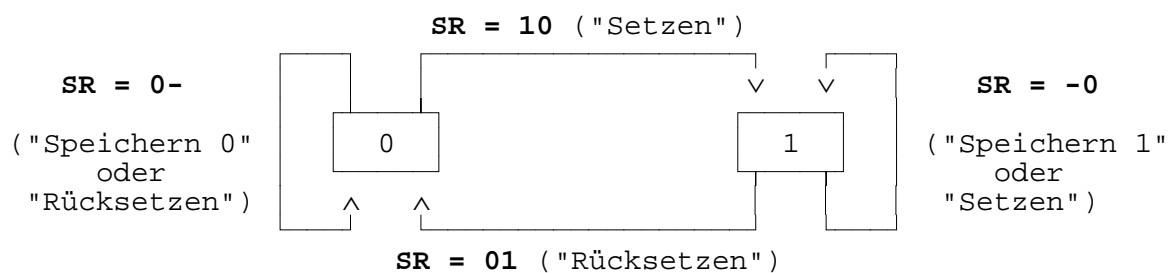 SR = 10 ("Setzen")
SR = 0-
SR = -0
("Speichern 0"
oder
"Rücksetzen")
0
1
("Speichern 1"
oder
"Setzen")
SR = 01 ("Rücksetzen")